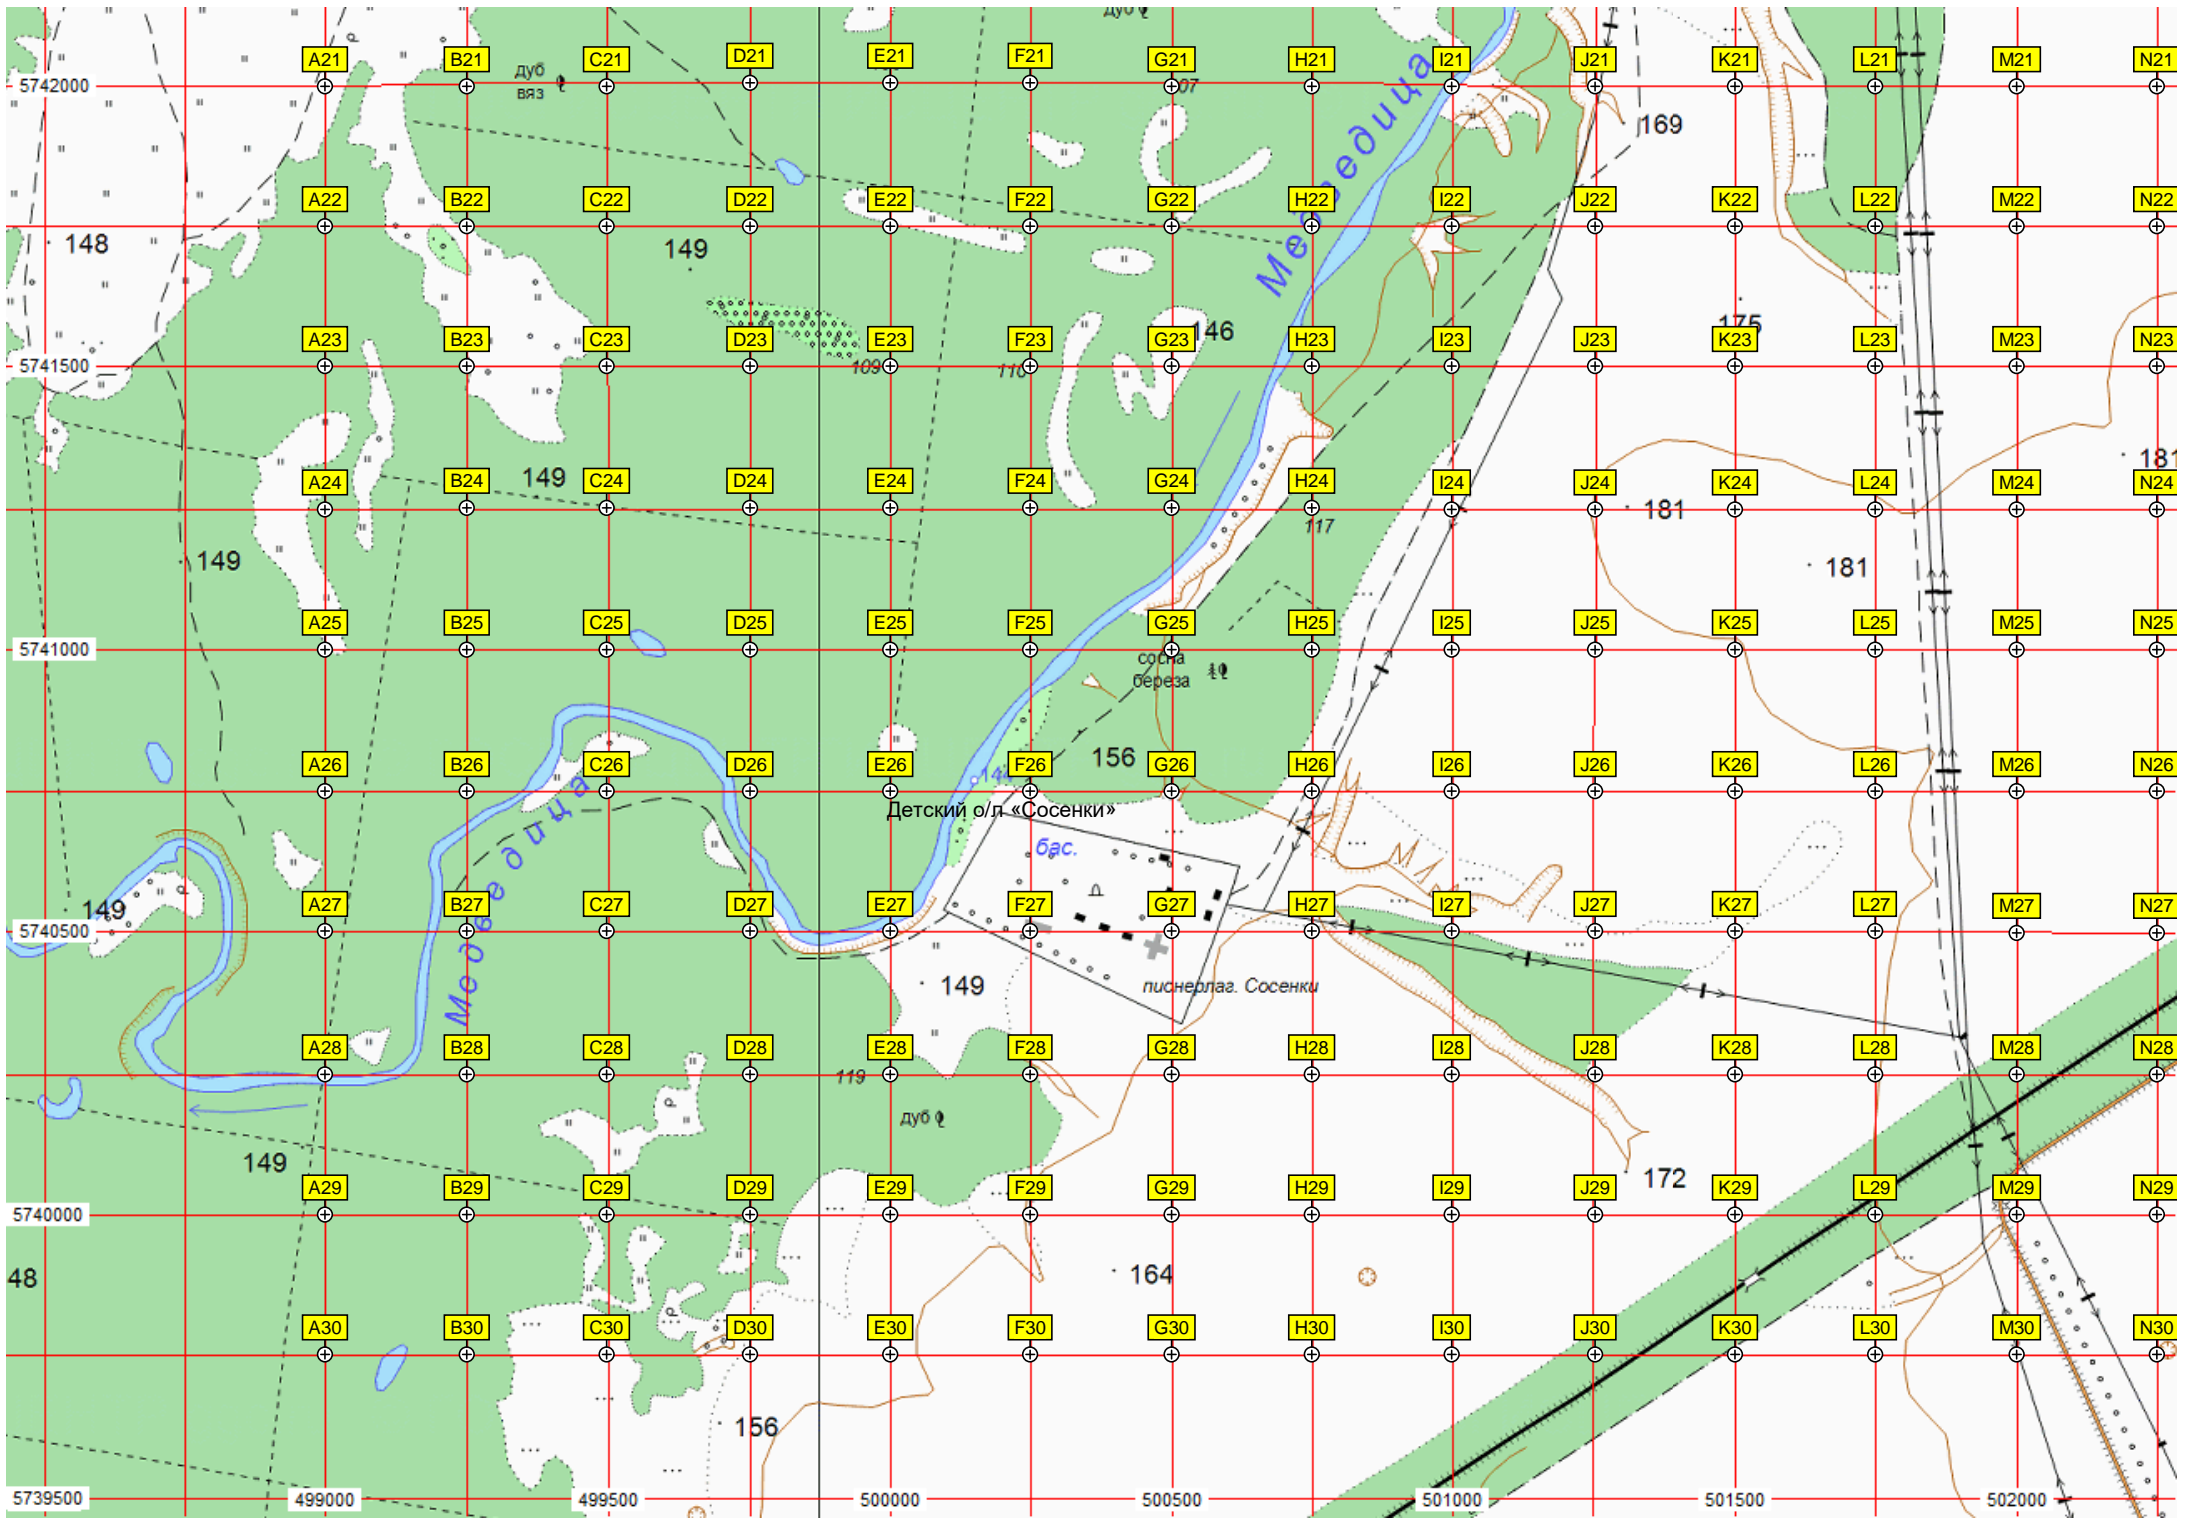 дуб
A21 B21 C21 D21 E21 F21 G21 H21 I21 J21 K21 L21 M21 N21
дуб
вяз
5742000
07
169
Медведица
A22 B22 C22 D22 E22 F22 G22 H22 I22 J22 K22 L22 M22 N22
148
149
146
175
A23 B23 C23 D23 E23 F23 G23 H23 I23 J23 K23 L23 M23 N23
5741500
109
110
181
149
A24 B24 C24 D24 E24 F24 G24 H24 I24 J24 K24 L24 M24 N24
181
117
149
181
A25 B25 C25 D25 E25 F25 G25 H25 I25 J25 K25 L25 M25 N25
5741000
сосна
береза
156
A26 B26 C26 D26 E26 F26 G26 H26 I26 J26 K26 L26 M26 N26
Детский о/л «Сосенки»
Медведица
бас.
A27 B27 C27 D27 E27 F27 G27 H27 I27 J27 K27 L27 M27 N27
149
5740500
149
писнерлаг. Сосенки
A28 B28 C28 D28 E28 F28 G28 H28 I28 J28 K28 L28 M28 N28
119
дуб
149
172
A29 B29 C29 D29 E29 F29 G29 H29 I29 J29 K29 L29 M29 N29
5740000
48
164
A30 B30 C30 D30 E30 F30 G30 H30 I30 J30 K30 L30 M30 N30
156
5739500
499000 499500 500000 500500 501000 501500 502000